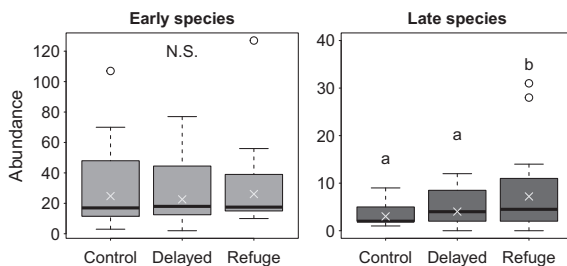 Early species
Late species
Abundance
120
100
80
60
40
20
0
N.S.
Control Delayed Refuge
40
30
20
10
0
a
a
b
Control Delayed Refuge